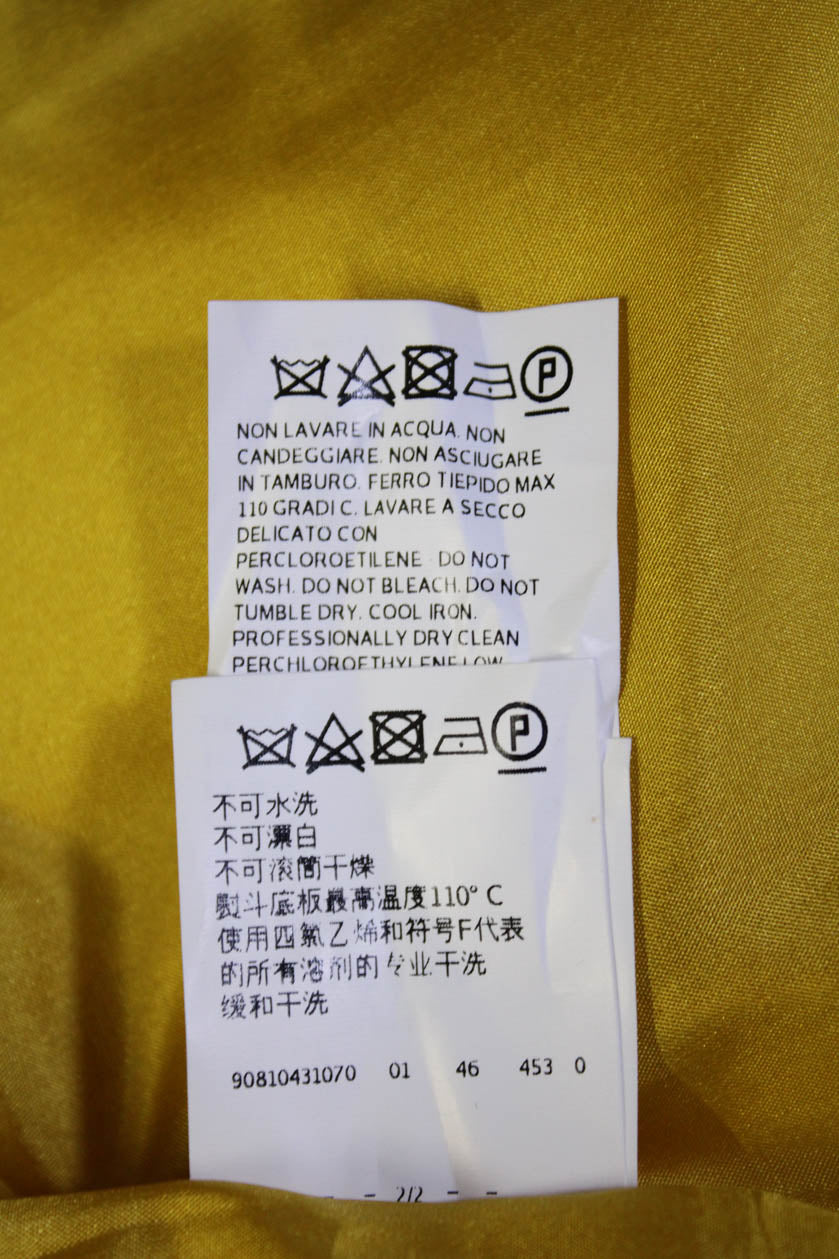 P
NON LAVARE IN ACQUA. NON
CANDEGGIARE. NON ASCIUGARE
IN TAMBURO. FERRO TIEPIDO MAX
110 GRADI C. LAVARE A SECCO
DELICATO CON
PERCLOROETILENE - DO NOT
WASH. DO NOT BLEACH. DO NOT
TUMBLE DRY. COOL IRON.
PROFESSIONALLY DRY CLEAN
PERCHLOROETHYLENE LOW
P
不可水洗
不可漂白
不可滚筒干燥
熨斗底板最高温度110° C
使用四氯乙烯和符号F代表
的所有溶剂的专业干洗
缓和干洗
90810431070 01 46 453 0
- - 2/2 - -